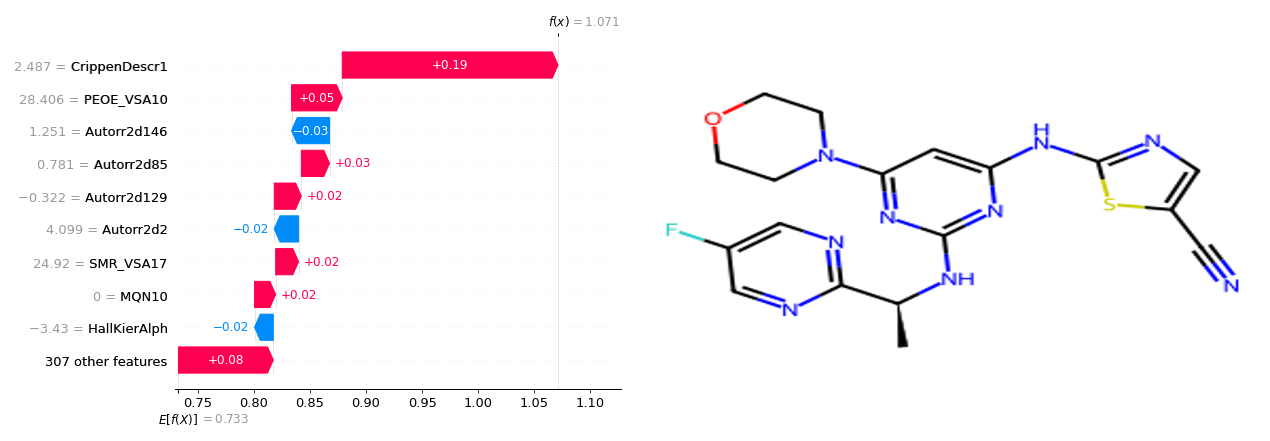 f(x) = 1.071
2.487 = CrippenDescr1
+0.19
28.406 = PEOE_VSA10
+0.05
1.251 = Autorr2d146
−0.03
0.781 = Autorr2d85
+0.03
−0.322 = Autorr2d129
+0.02
4.099 = Autorr2d2
−0.02
24.92 = SMR_VSA17
+0.02
0 = MQN10
+0.02
−3.43 = HallKierAlph
−0.02
307 other features
+0.08
0.75 0.80 0.85 0.90 0.95 1.00 1.05 1.10
E[f(X)] = 0.733
O
N
H
N
N
S
N
N
N
F
N
NH
N